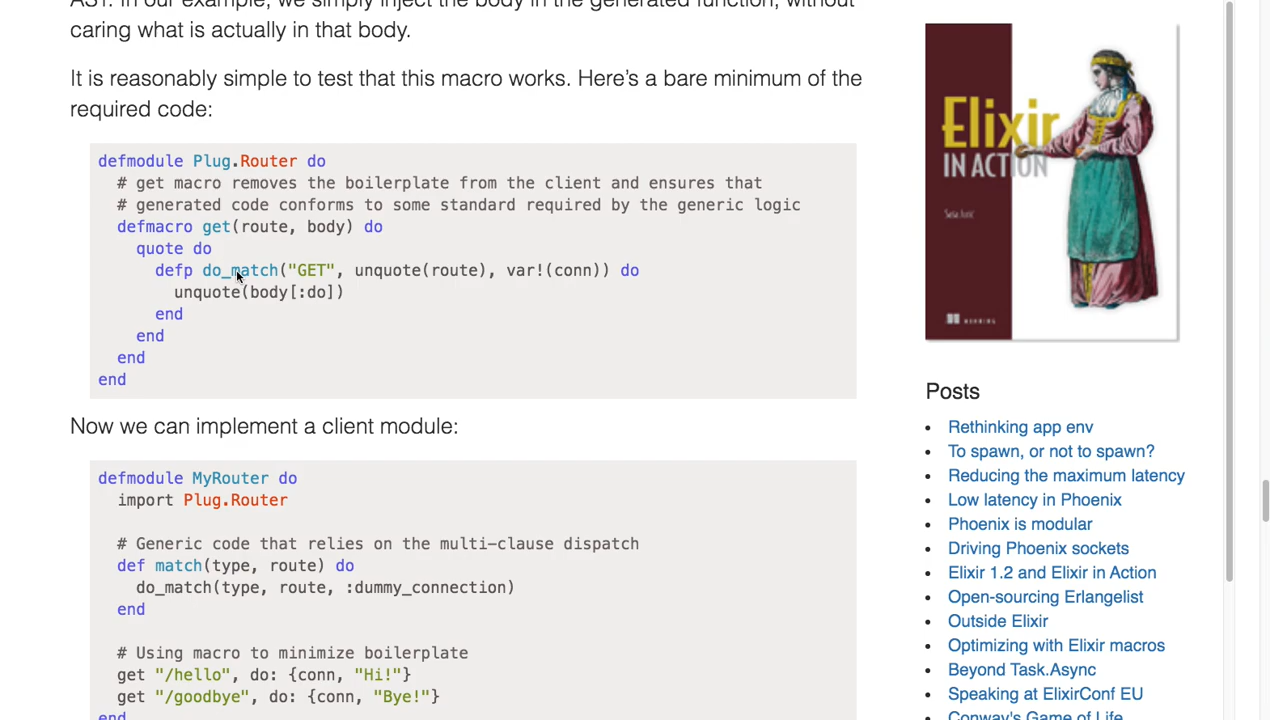 AST. In our example, we simply inject the body in the generated function, without
caring what is actually in that body.
It is reasonably simple to test that this macro works. Here’s a bare minimum of the
required code:
defmodule Plug.Router do
  # get macro removes the boilerplate from the client and ensures that
  # generated code conforms to some standard required by the generic logic
  defmacro get(route, body) do
    quote do
      defp do_match("GET", unquote(route), var!(conn)) do
        unquote(body[:do])
      end
    end
  end
end
Now we can implement a client module:
defmodule MyRouter do
  import Plug.Router
  # Generic code that relies on the multi-clause dispatch
  def match(type, route) do
    do_match(type, route, :dummy_connection)
  end
  # Using macro to minimize boilerplate
  get "/hello", do: {conn, "Hi!"}
  get "/goodbye", do: {conn, "Bye!"}
end
Elixir
IN ACTION
Saša Jurić
MANNING
Posts
Rethinking app env
To spawn, or not to spawn?
Reducing the maximum latency
Low latency in Phoenix
Phoenix is modular
Driving Phoenix sockets
Elixir 1.2 and Elixir in Action
Open-sourcing Erlangelist
Outside Elixir
Optimizing with Elixir macros
Beyond Task.Async
Speaking at ElixirConf EU
Conway's Game of Life